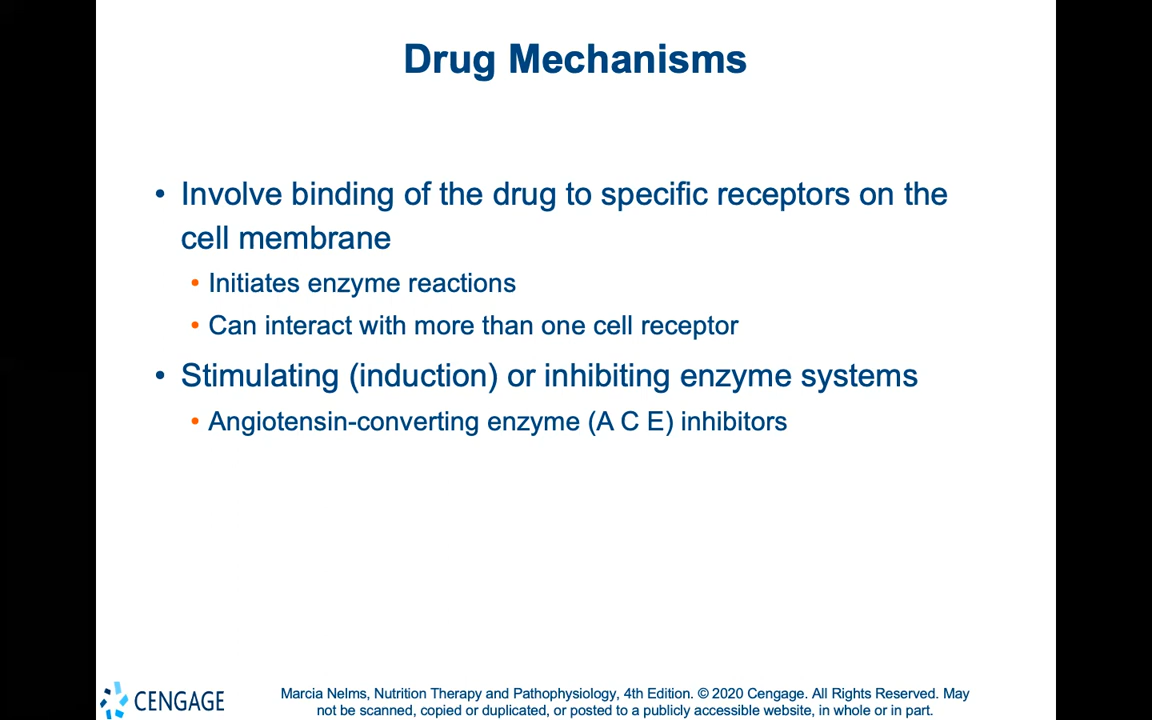 Drug Mechanisms
• Involve binding of the drug to specific receptors on the
cell membrane
• Initiates enzyme reactions
• Can interact with more than one cell receptor
• Stimulating (induction) or inhibiting enzyme systems
• Angiotensin-converting enzyme (A C E) inhibitors
CENGAGE
Marcia Nelms, Nutrition Therapy and Pathophysiology, 4th Edition. © 2020 Cengage. All Rights Reserved. May
not be scanned, copied or duplicated, or posted to a publicly accessible website, in whole or in part.